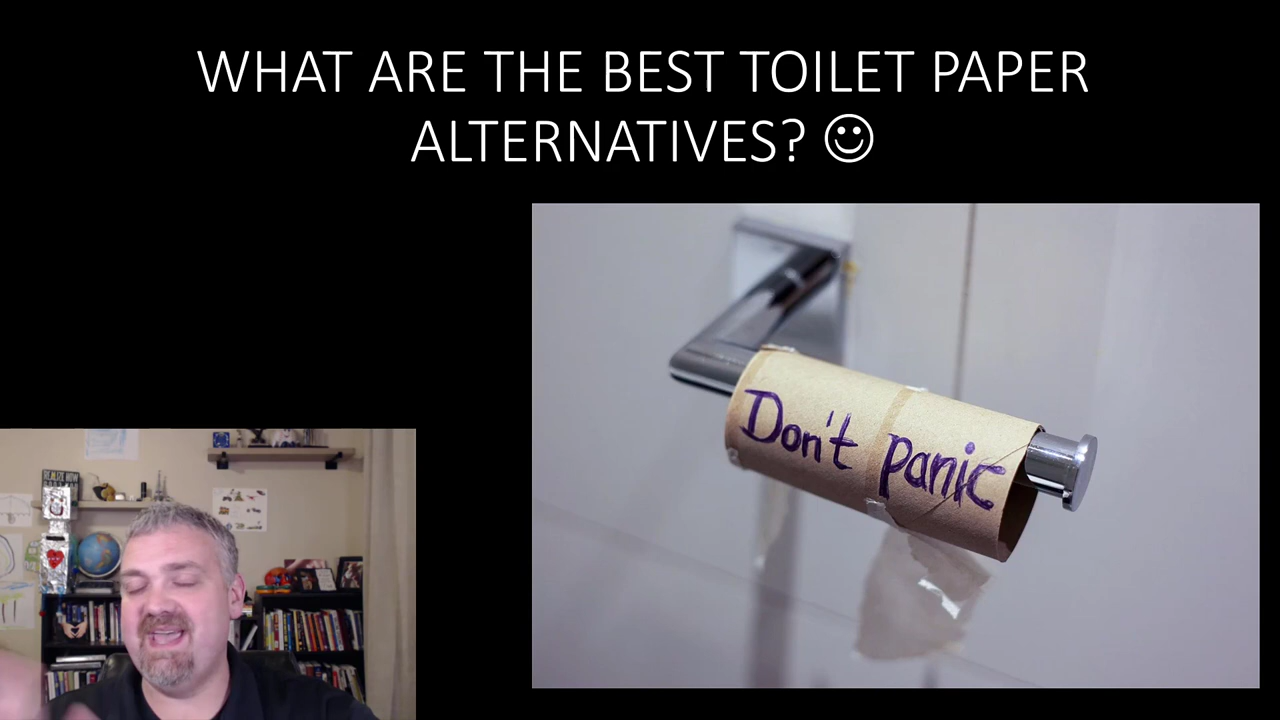 WHAT ARE THE BEST TOILET PAPER
ALTERNATIVES? ☺
Don't panic